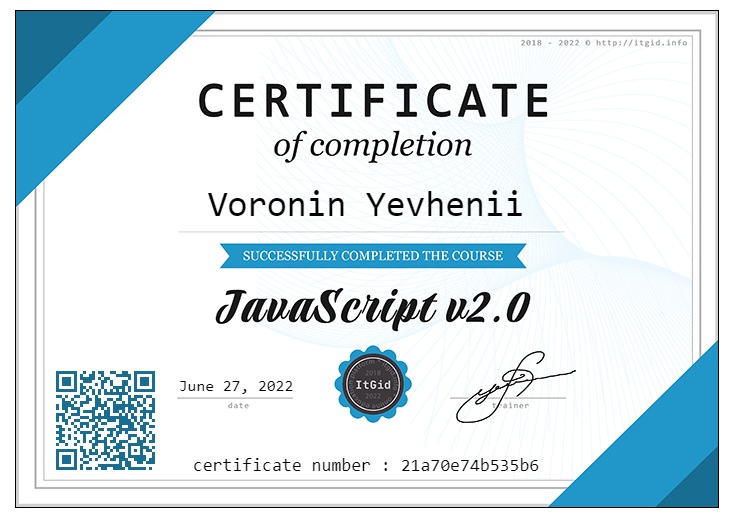 2018 - 2022 © http://itgid.info
CERTIFICATE
of completion
Voronin Yevhenii
SUCCESSFULLY COMPLETED THE COURSE
JavaScript v2.0
June 27, 2022
date
2018
ItGid
2022
trainer
certificate number : 21a70e74b535b6